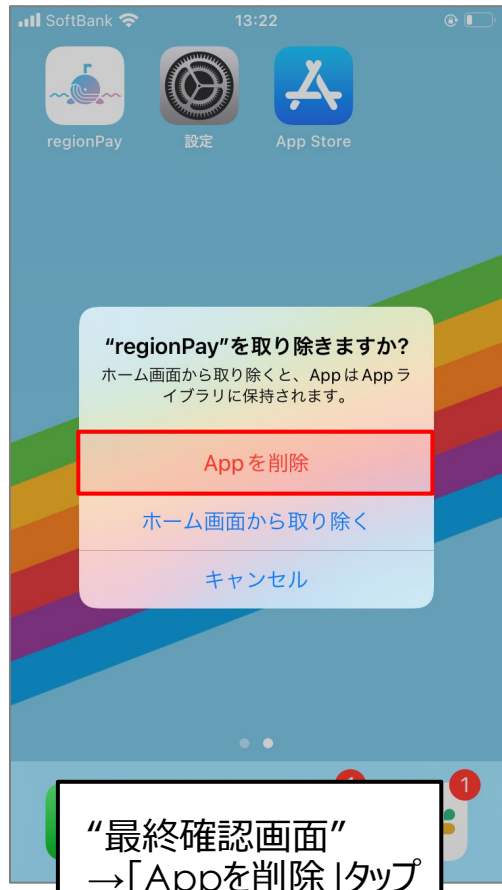 SoftBank 13:22
regionPay 設定 App Store
“regionPay”を取り除きますか?
ホーム画面から取り除くと、AppはAppラ
イブラリに保持されます。
Appを削除
ホーム画面から取り除く
キャンセル
1
“最終確認画面”
→「Appを削除」タップ